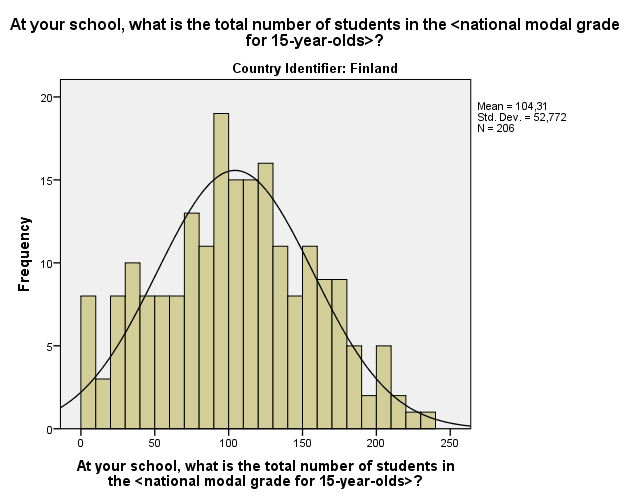 At your school, what is the total number of students in the <national modal grade
for 15-year-olds>?
Country Identifier: Finland
Mean = 104,31
Std. Dev. = 52,772
N = 206
Frequency
20
15
10
5
0
0 50 100 150 200 250
At your school, what is the total number of students in
the <national modal grade for 15-year-olds>?